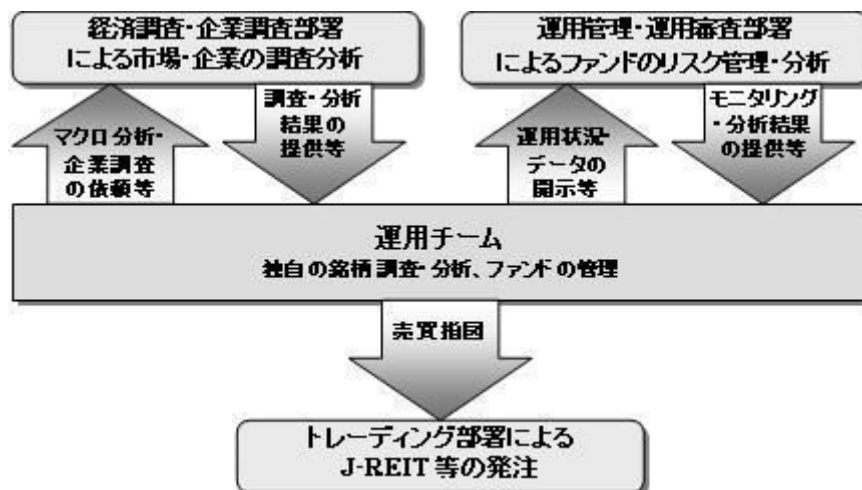 経済調査・企業調査部署
による市場・企業の調査分析
運用管理・運用審査部署
によるファンドのリスク管理・分析
マクロ分析・
企業調査
の依頼等
調査・分析
結果の
提供等
運用状況・
データの
開示等
モニタリング
・分析結果
の提供等
運用チーム
独自の銘柄調査・分析、ファンドの管理
売買指図
トレーディング部署による
J-REIT等の発注